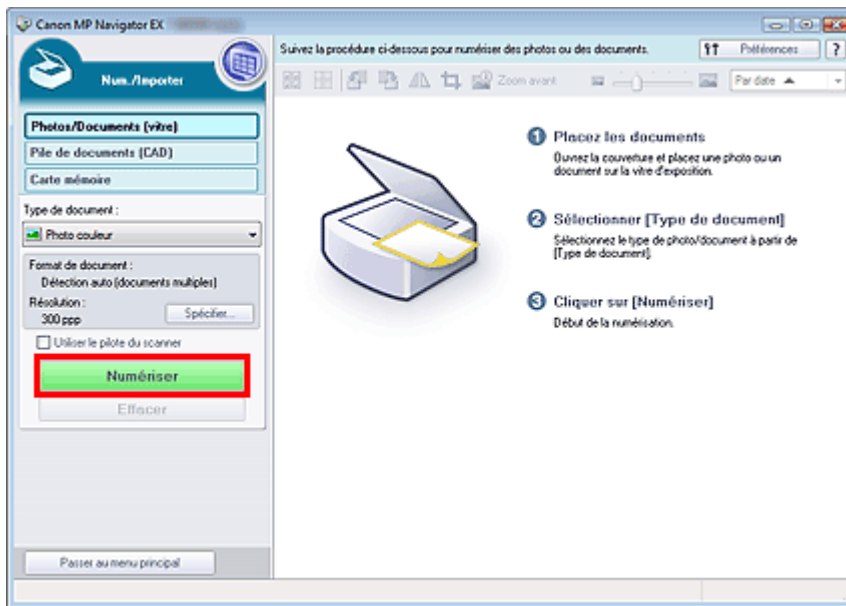 Canon MP Navigator EX
Num./Importer
Suivez la procédure ci-dessous pour numériser des photos ou des documents.
Préférences
?
Zoom avant
Par date
Photos/Documents (vitre)
Pile de documents (CAD)
Carte mémoire
Type de document :
Photo couleur
Format de document :
Détection auto (documents multiples)
Résolution :
300 ppp
Spécifier...
Utiliser le pilote du scanner
Numériser
Effacer
Passer au menu principal
1 Placez les documents
Ouvrez la couverture et placez une photo ou un
document sur la vitre d'exposition.
2 Sélectionner [Type de document]
Sélectionnez le type de photo/document à partir de
[Type de document].
3 Cliquer sur [Numériser]
Début de la numérisation.